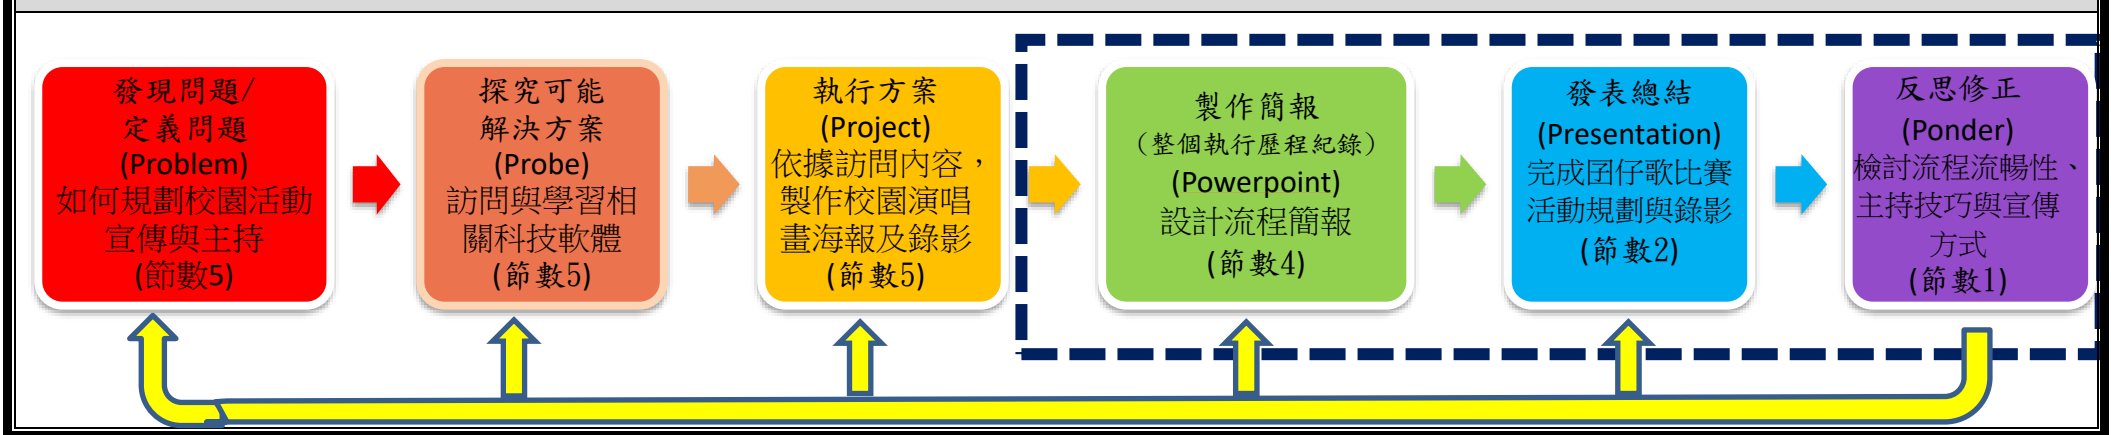 發現問題/
定義問題
(Problem)
如何規劃校園活動
宣傳與主持
(節數5)
探究可能
解決方案
(Probe)
訪問與學習相
關科技軟體
(節數5)
執行方案
(Project)
依據訪問內容，
製作校園演唱
畫海報及錄影
(節數5)
製作簡報
(整個執行歷程紀錄)
(Powerpoint)
設計流程簡報
(節數4)
發表總結
(Presentation)
完成囝仔歌比賽
活動規劃與錄影
(節數2)
反思修正
(Ponder)
檢討流程流暢性、
主持技巧與宣傳
方式
(節數1)